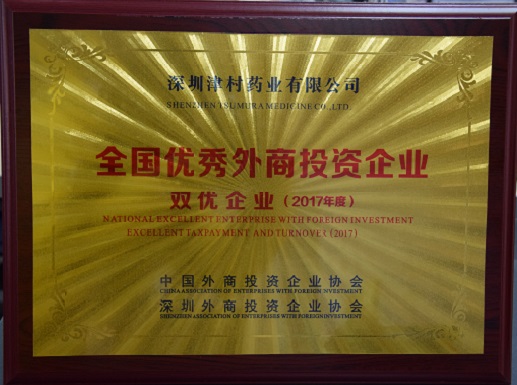 深圳津村药业有限公司
SHENZHEN TSUMURA MEDICINE CO., LTD.
全国优秀外商投资企业
双优企业（2017年度）
NATIONAL EXCELLENT ENTERPRISE WITH FOREIGN INVESTMENT
EXCELLENT TAXPAYMENT AND TURNOVER (2017)
中国外商投资企业协会
CHINA ASSOCIATION OF ENTERPRISES WITH FOREIGN INVESTMENT
深圳外商投资企业协会
SHENZHEN ASSOCIATION OF ENTERPRISES WITH FOREIGN INVESTMENT